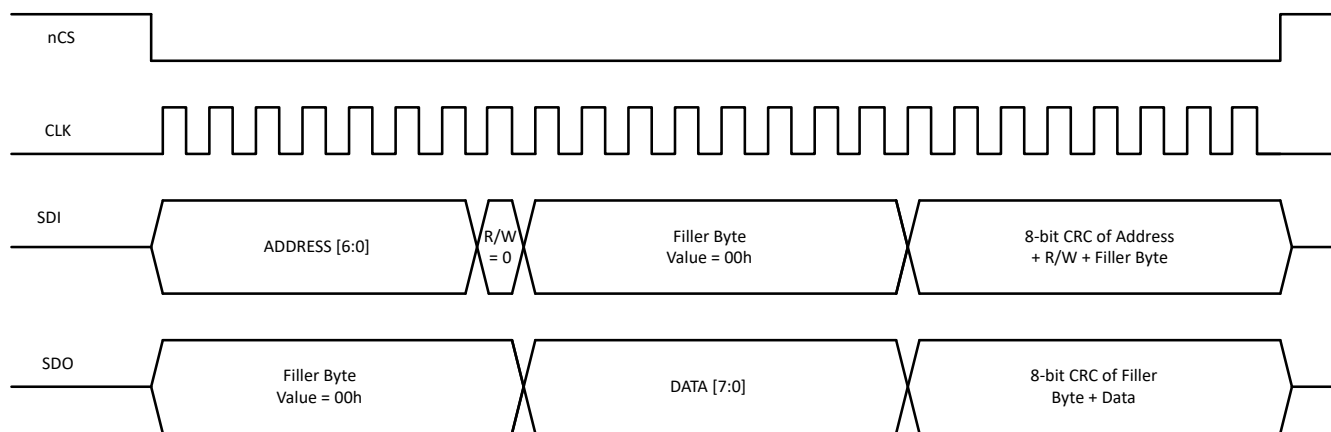 nCS
CLK
SDI
ADDRESS [6:0]
R/W
= 0
Filler Byte
Value = 00h
8-bit CRC of Address
+ R/W + Filler Byte
SDO
Filler Byte
Value = 00h
DATA [7:0]
8-bit CRC of Filler
Byte + Data